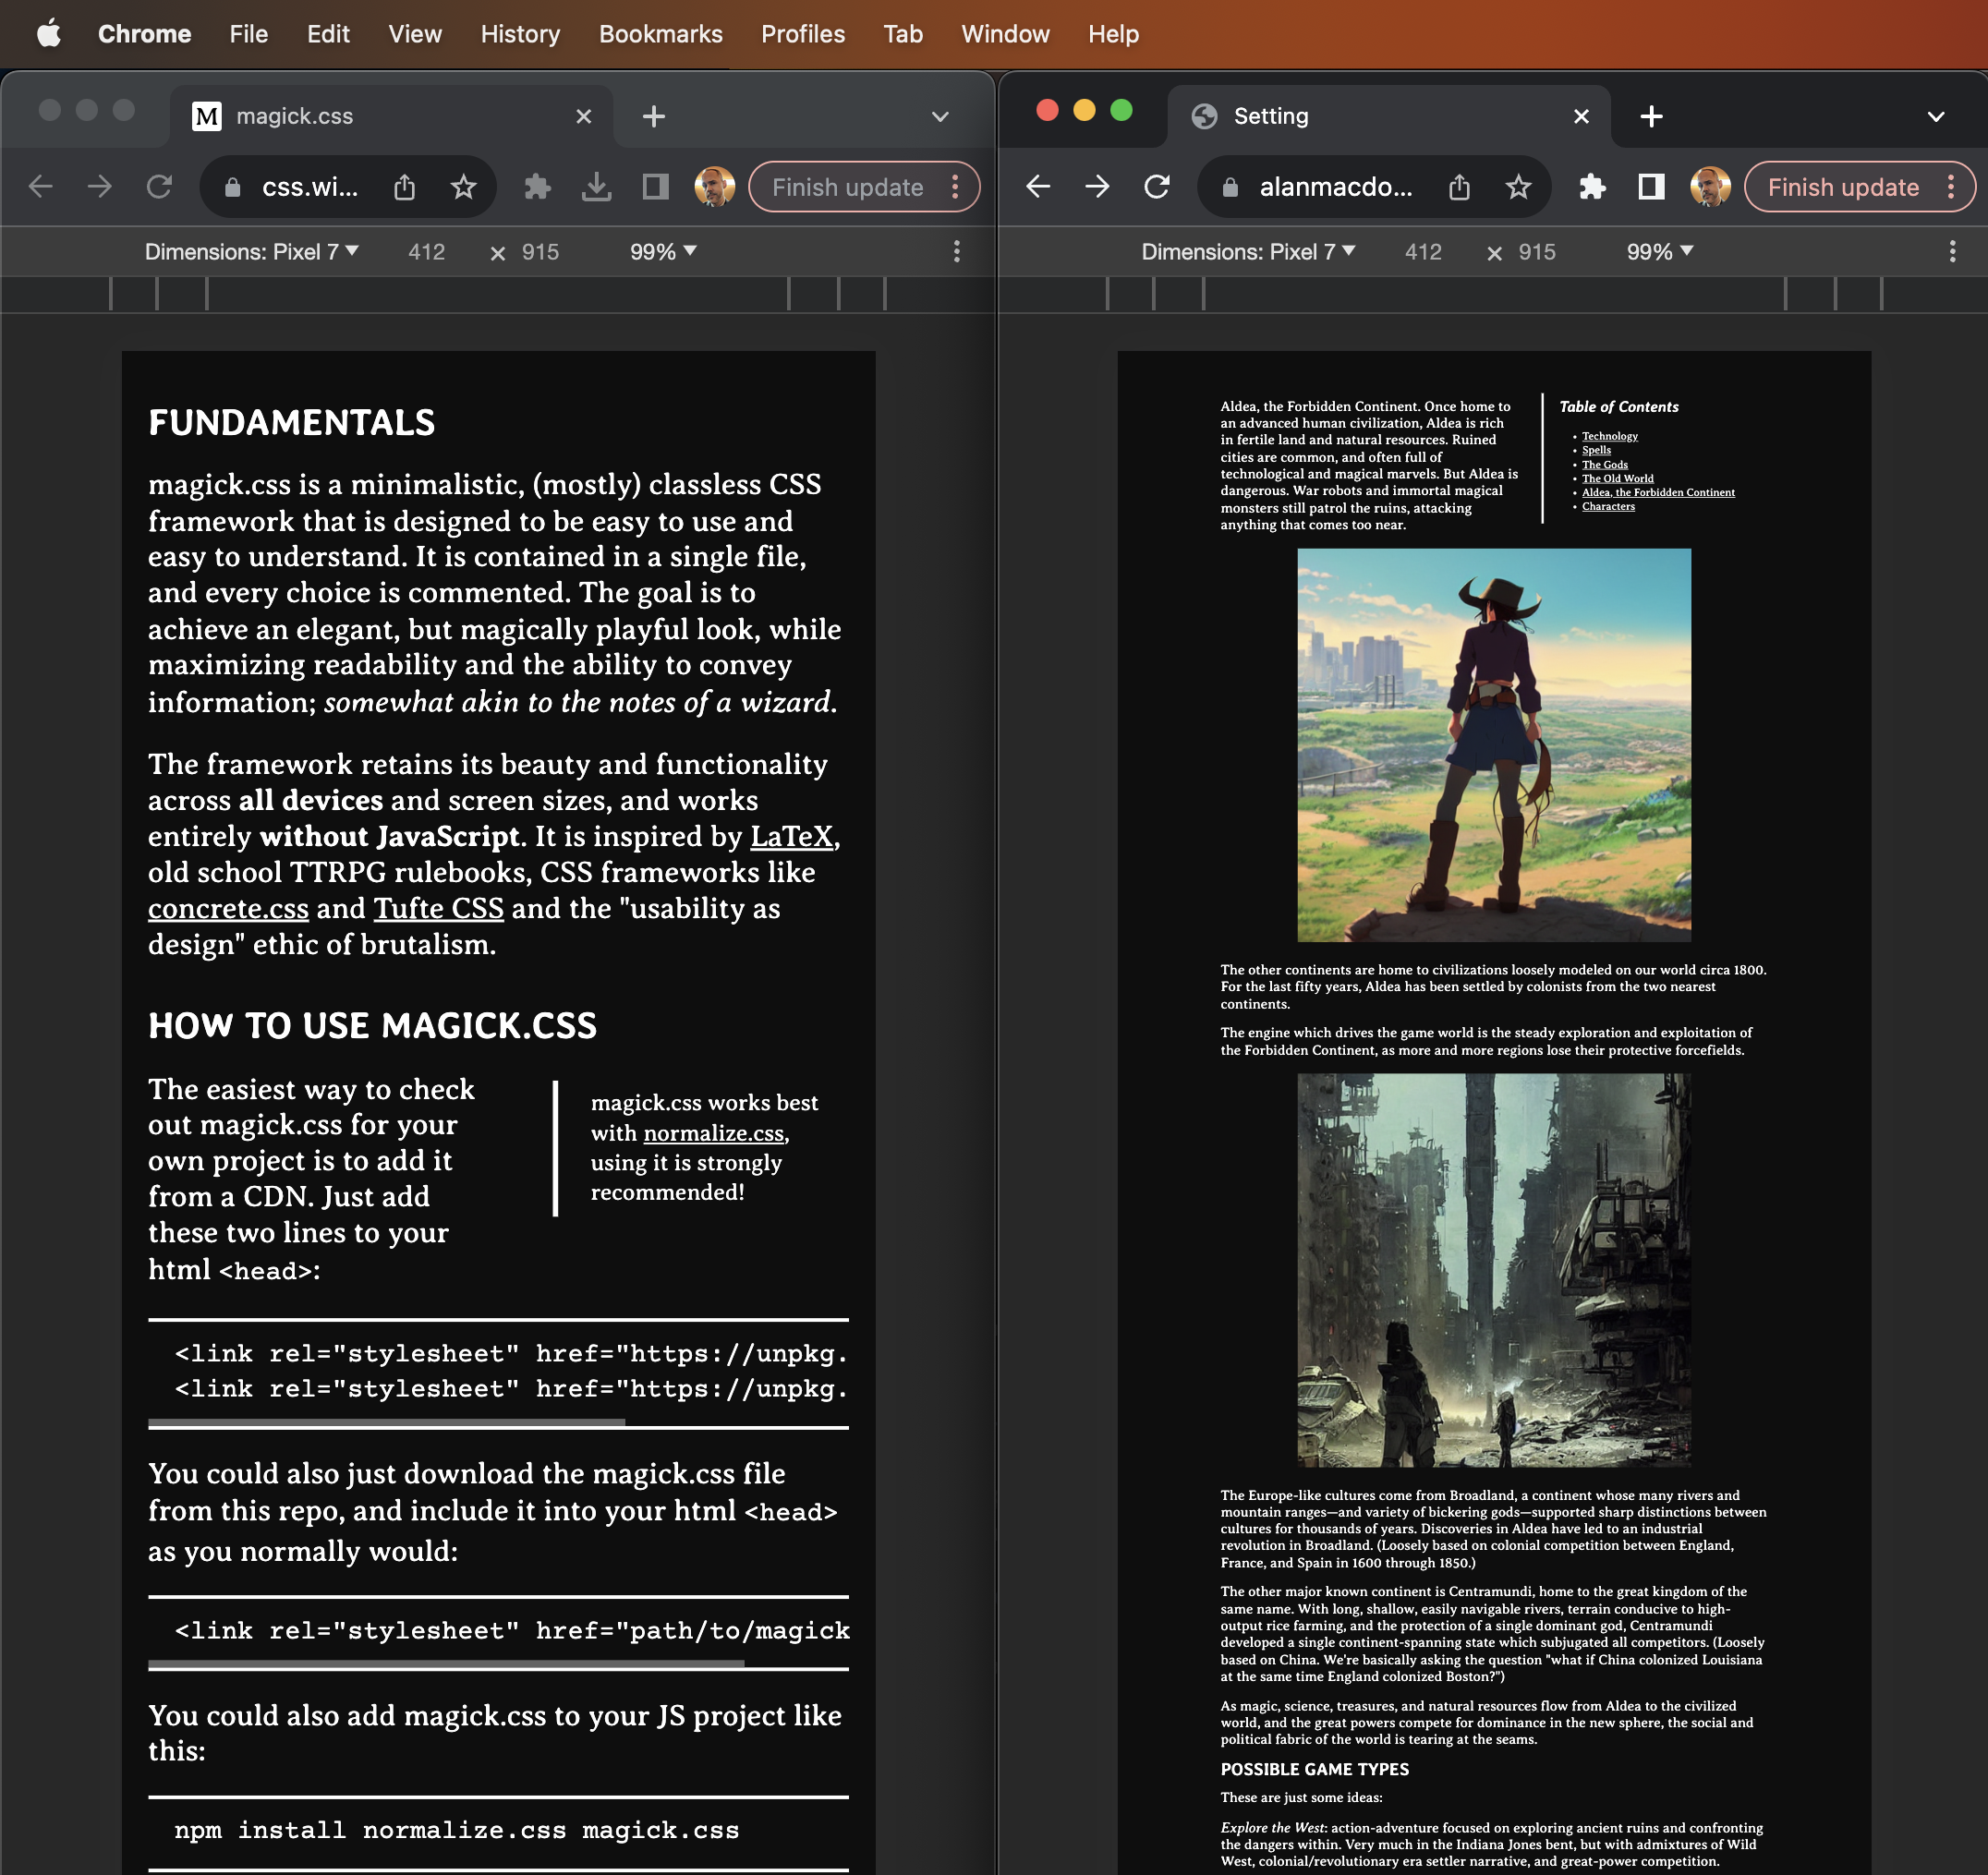 Chrome File Edit View History Bookmarks Profiles Tab Window Help
M magick.css
css.wi... Finish update
Dimensions: Pixel 7 412 × 915 99%
FUNDAMENTALS
magick.css is a minimalistic, (mostly) classless CSS
framework that is designed to be easy to use and
easy to understand. It is contained in a single file,
and every choice is commented. The goal is to
achieve an elegant, but magically playful look, while
maximizing readability and the ability to convey
information; somewhat akin to the notes of a wizard.
The framework retains its beauty and functionality
across all devices and screen sizes, and works
entirely without JavaScript. It is inspired by LaTeX,
old school TTRPG rulebooks, CSS frameworks like
concrete.css and Tufte CSS and the "usability as
design" ethic of brutalism.
HOW TO USE MAGICK.CSS
The easiest way to check
out magick.css for your
own project is to add it
from a CDN. Just add
these two lines to your
html <head>:
magick.css works best
with normalize.css,
using it is strongly
recommended!
<link rel="stylesheet" href="https://unpkg.
<link rel="stylesheet" href="https://unpkg.
You could also just download the magick.css file
from this repo, and include it into your html <head>
as you normally would:
<link rel="stylesheet" href="path/to/magick
You could also add magick.css to your JS project like
this:
npm install normalize.css magick.css
Setting
alanmacdo... Finish update
Dimensions: Pixel 7 412 × 915 99%
Aldea, the Forbidden Continent. Once home to
an advanced human civilization, Aldea is rich
in fertile land and natural resources. Ruined
cities are common, and often full of
technological and magical marvels. But Aldea is
dangerous. War robots and immortal magical
monsters still patrol the ruins, attacking
anything that comes too near.
Table of Contents
• Technology
• Spells
• The Gods
• The Old World
• Aldea, the Forbidden Continent
• Characters
The other continents are home to civilizations loosely modeled on our world circa 1800.
For the last fifty years, Aldea has been settled by colonists from the two nearest
continents.
The engine which drives the game world is the steady exploration and exploitation of
the Forbidden Continent, as more and more regions lose their protective forcefields.
The Europe-like cultures come from Broadland, a continent whose many rivers and
mountain ranges—and variety of bickering gods—supported sharp distinctions between
cultures for thousands of years. Discoveries in Aldea have led to an industrial
revolution in Broadland. (Loosely based on colonial competition between England,
France, and Spain in 1600 through 1850.)
The other major known continent is Centramundi, home to the great kingdom of the
same name. With long, shallow, easily navigable rivers, terrain conducive to high-
output rice farming, and the protection of a single dominant god, Centramundi
developed a single continent-spanning state which subjugated all competitors. (Loosely
based on China. We're basically asking the question "what if China colonized Louisiana
at the same time England colonized Boston?")
As magic, science, treasures, and natural resources flow from Aldea to the civilized
world, and the great powers compete for dominance in the new sphere, the social and
political fabric of the world is tearing at the seams.
POSSIBLE GAME TYPES
These are just some ideas:
Explore the West: action-adventure focused on exploring ancient ruins and confronting
the dangers within. Very much in the Indiana Jones bent, but with admixtures of Wild
West, colonial/revolutionary era settler narrative, and great-power competition.